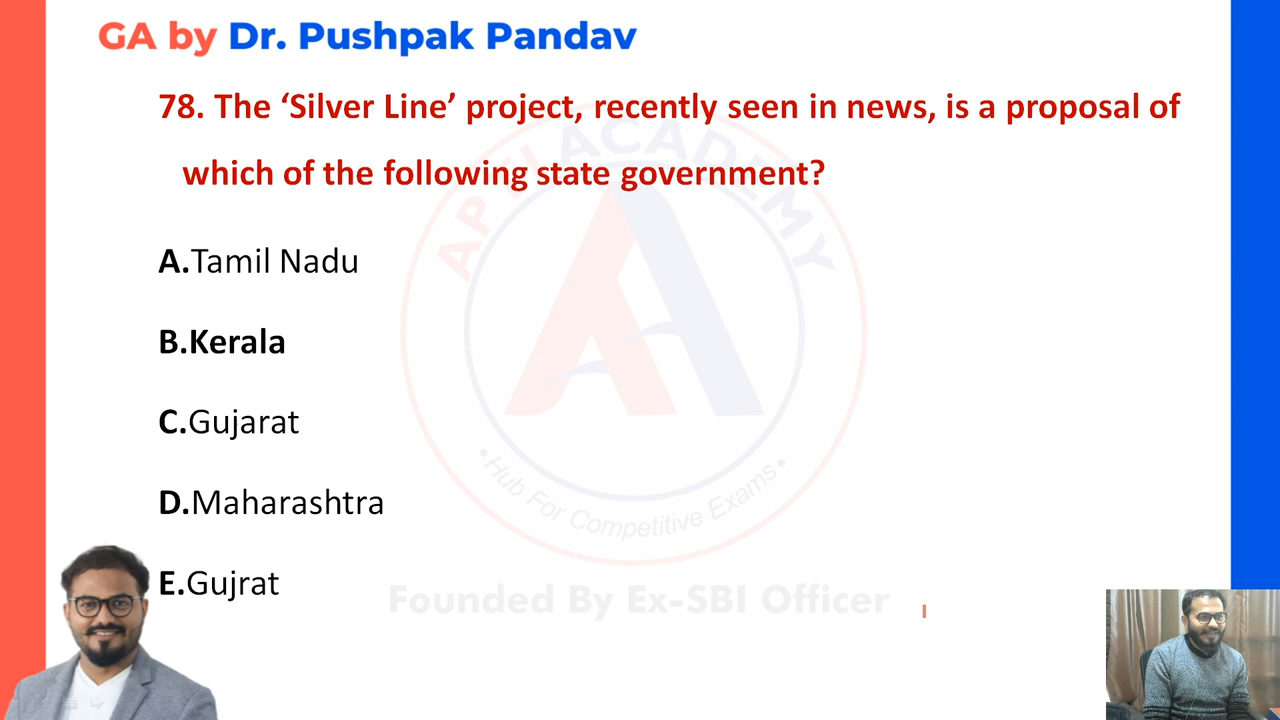 GA by Dr. Pushpak Pandav
78. The ‘Silver Line’ project, recently seen in news, is a proposal of
which of the following state government?
APTI ACADEMY
A.Tamil Nadu
B.Kerala
C.Gujarat
•Hub For Competitive Exams•
D.Maharashtra
E.Gujrat
Founded By Ex-SBI Officer